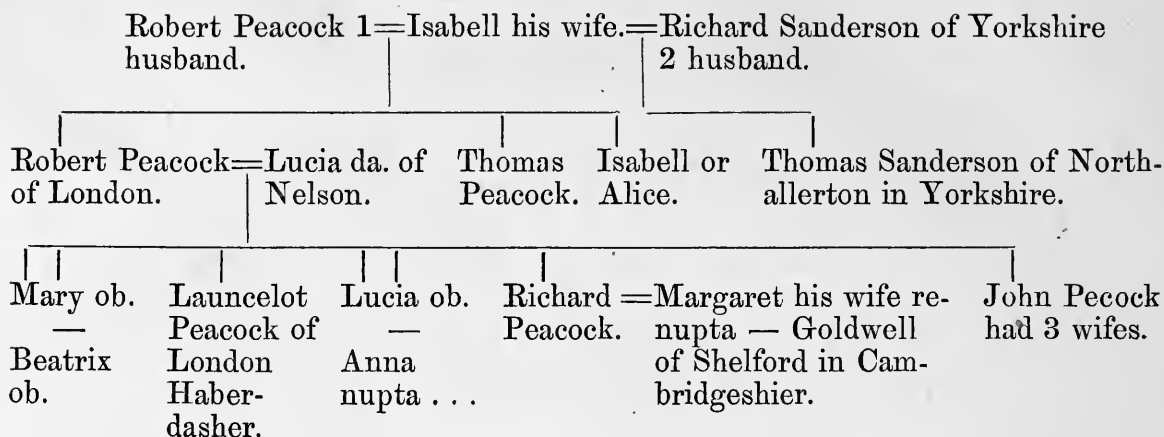 Robert Peacock 1=Isabell his wife.=Richard Sanderson of Yorkshire
husband. 2 husband.
Robert Peacock=Lucia da. of Thomas Isabell or Thomas Sanderson of North-
of London. Nelson. Peacock. Alice. allerton in Yorkshire.
Mary ob. Launcelot Lucia ob. Richard =Margaret his wife re- John Pecock
— Peacock of — Peacock. nupta — Goldwell had 3 wifes.
Beatrix London Anna of Shelford in Cam-
ob. Haber- nupta . . . bridgeshier.
dasher.